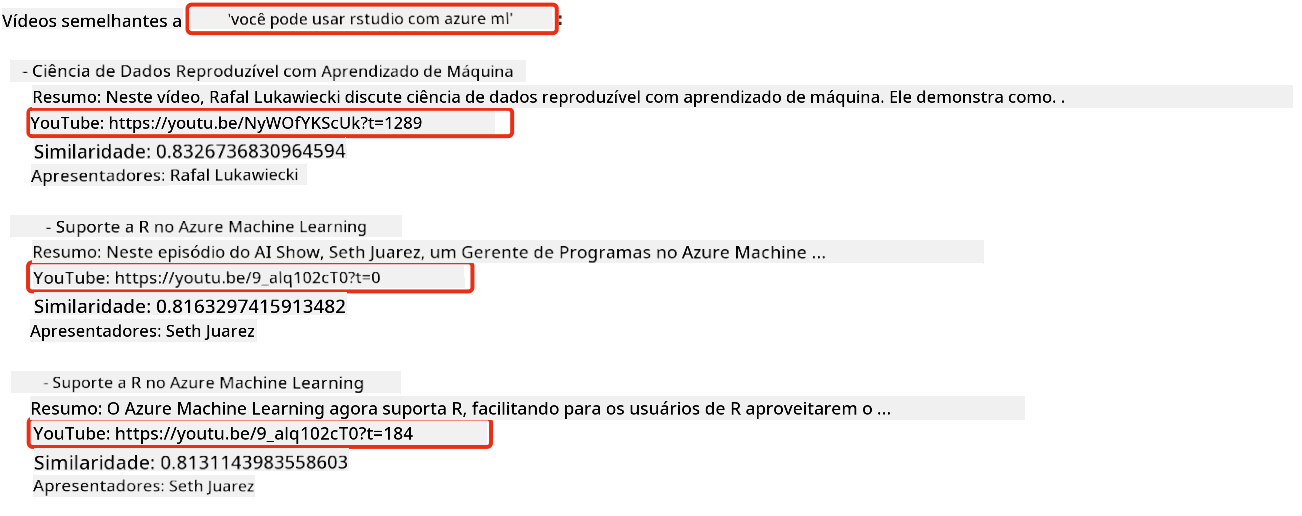 Vídeos semelhantes a 'você pode usar rstudio com azure ml' :
- Ciência de Dados Reproduzível com Aprendizado de Máquina
Resumo: Neste vídeo, Rafal Lukawiecki discute ciência de dados reproduzível com aprendizado de máquina. Ele demonstra como. .
YouTube: https://youtu.be/NyWOfYKScUk?t=1289
Similaridade: 0.8326736830964594
Apresentadores: Rafal Lukawiecki
- Suporte a R no Azure Machine Learning
Resumo: Neste episódio do AI Show, Seth Juarez, um Gerente de Programas no Azure Machine ...
YouTube: https://youtu.be/9_alq102cT0?t=0
Similaridade: 0.8163297415913482
Apresentadores: Seth Juarez
- Suporte a R no Azure Machine Learning
Resumo: O Azure Machine Learning agora suporta R, facilitando para os usuários de R aproveitarem o ...
YouTube: https://youtu.be/9_alq102cT0?t=184
Similaridade: 0.8131143983558603
Apresentadores: Seth Juarez